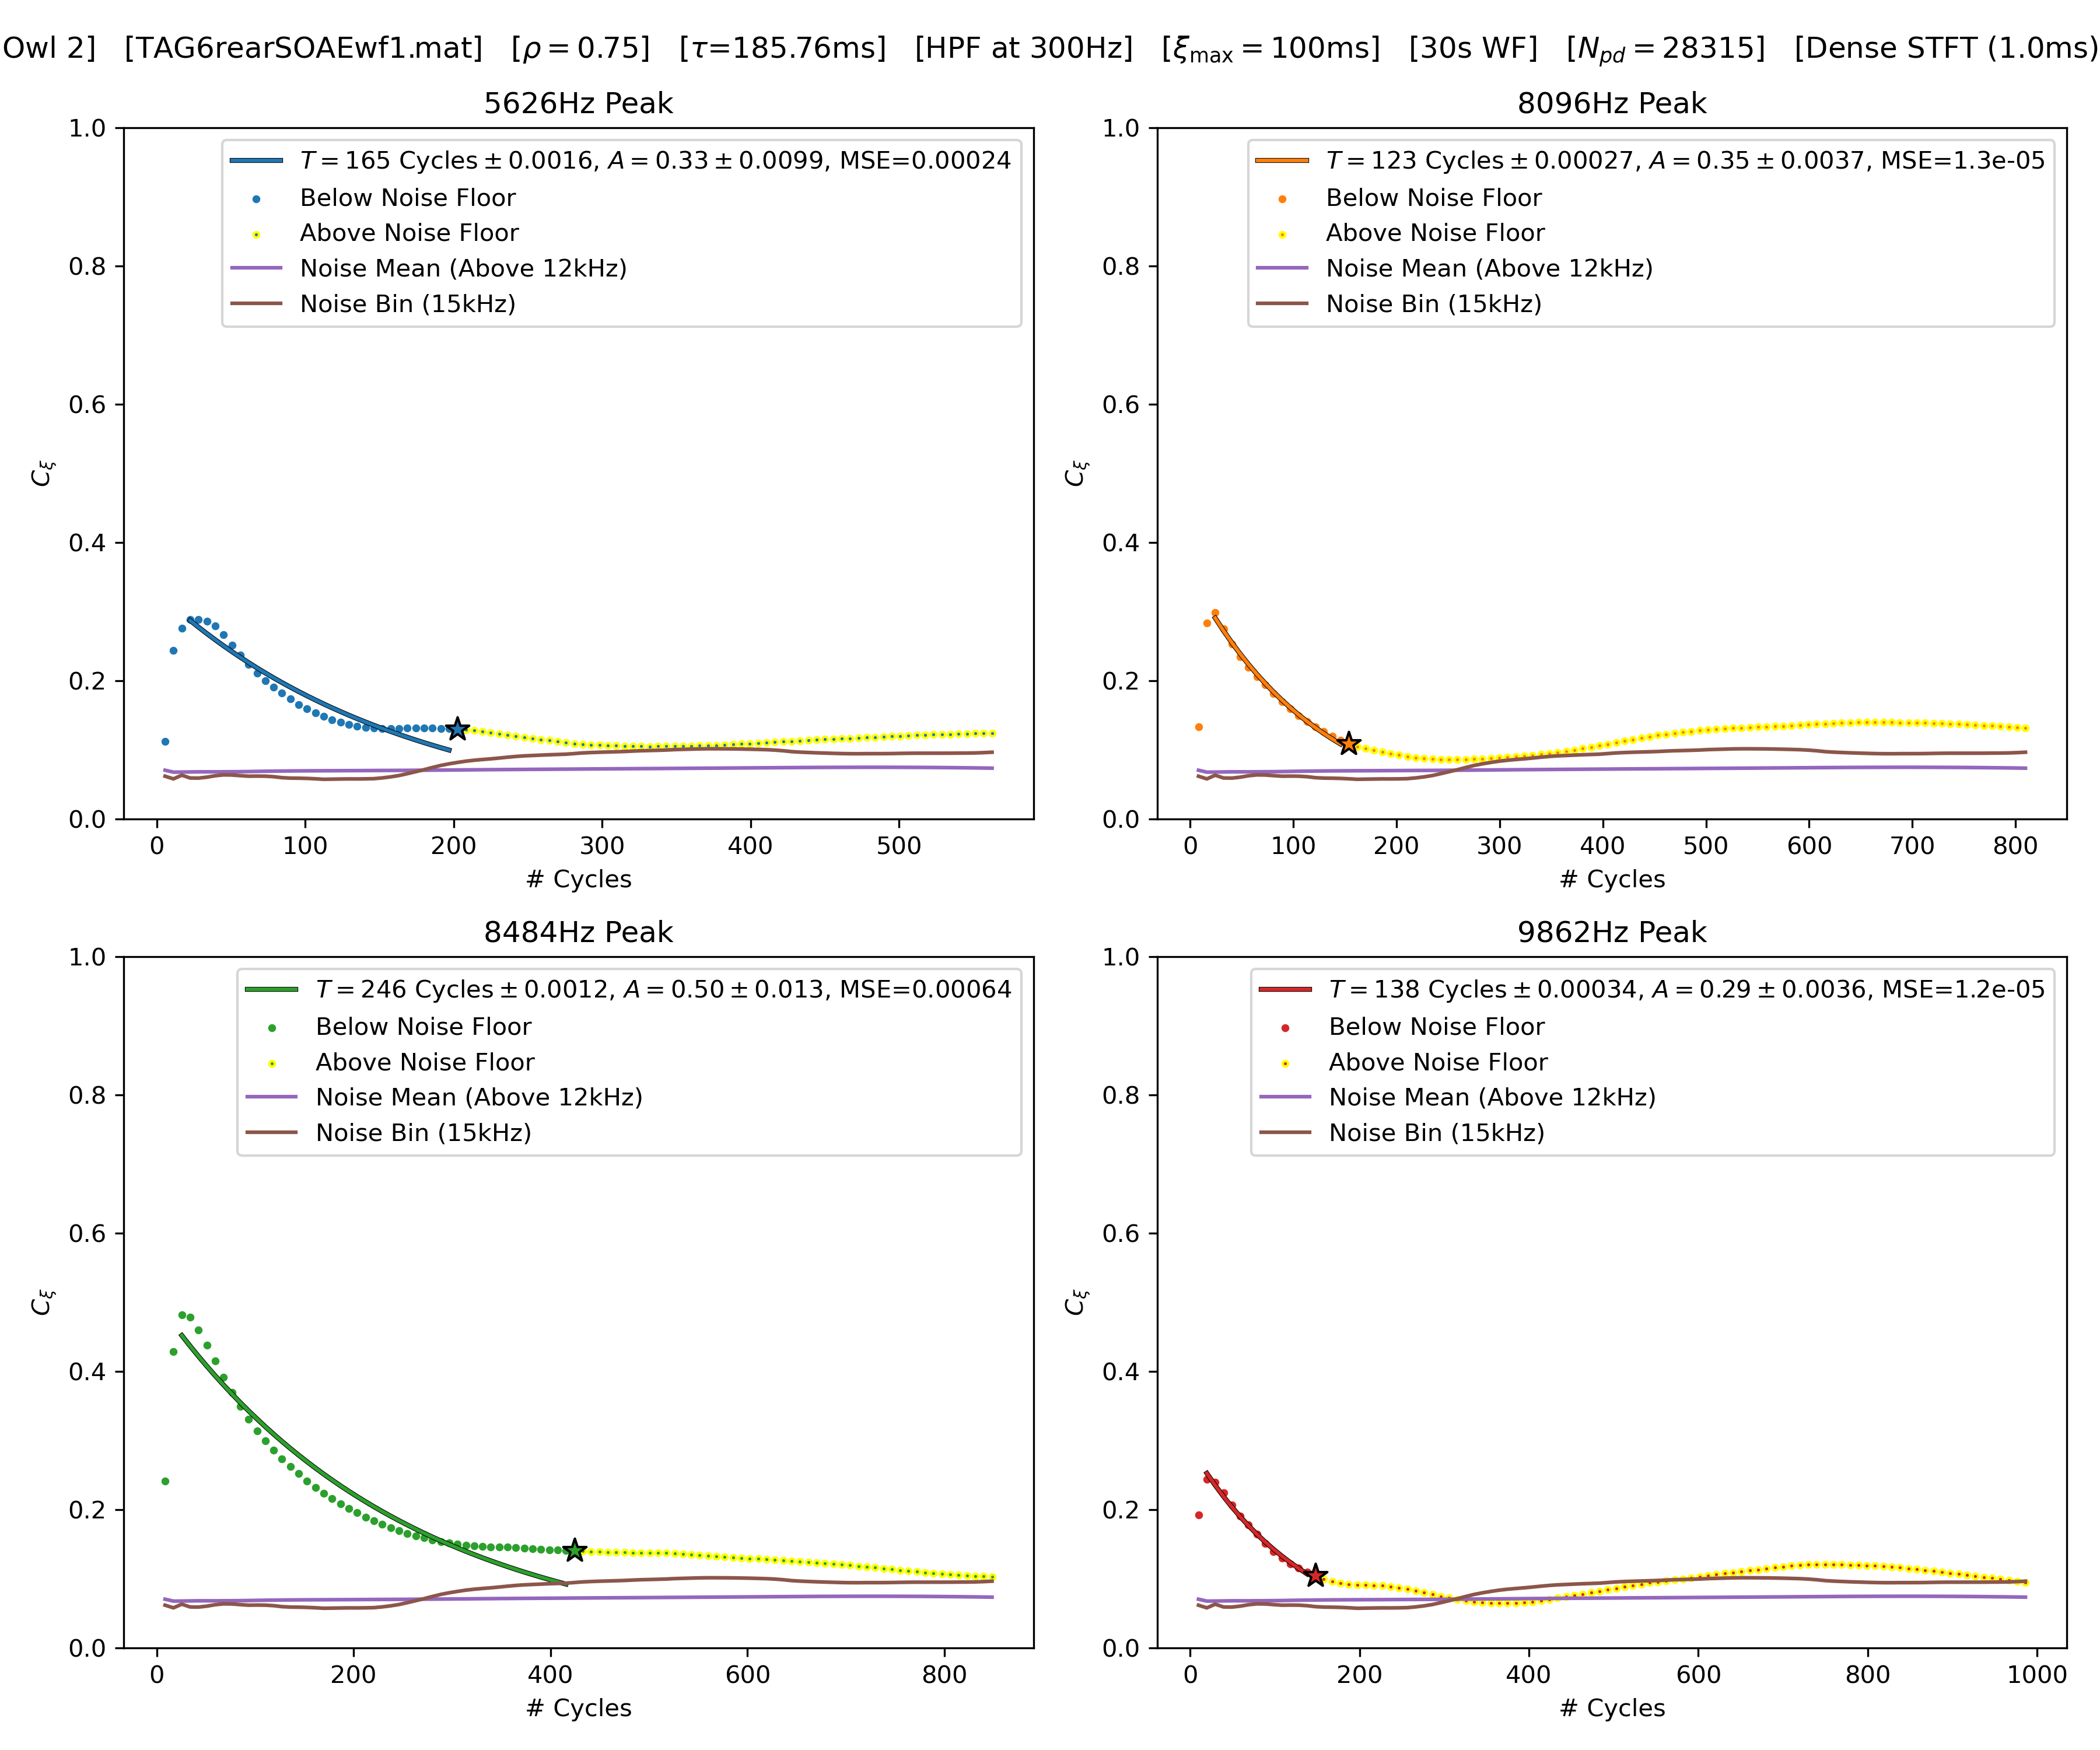 Owl 2] [TAG6rearSOAEwf1.mat] [ρ = 0.75] [τ=185.76ms] [HPF at 300Hz] [ξmax = 100ms] [30s WF] [Npd = 28315] [Dense STFT (1.0ms)
5626Hz Peak
1.0
0.8
0.6
0.4
0.2
0.0
Cξ
T = 165 Cycles ± 0.0016, A = 0.33 ± 0.0099, MSE=0.00024
Below Noise Floor
Above Noise Floor
Noise Mean (Above 12kHz)
Noise Bin (15kHz)
0 100 200 300 400 500
# Cycles
8096Hz Peak
1.0
0.8
0.6
0.4
0.2
0.0
Cξ
T = 123 Cycles ± 0.00027, A = 0.35 ± 0.0037, MSE=1.3e-05
Below Noise Floor
Above Noise Floor
Noise Mean (Above 12kHz)
Noise Bin (15kHz)
0 100 200 300 400 500 600 700 800
# Cycles
8484Hz Peak
1.0
0.8
0.6
0.4
0.2
0.0
Cξ
T = 246 Cycles ± 0.0012, A = 0.50 ± 0.013, MSE=0.00064
Below Noise Floor
Above Noise Floor
Noise Mean (Above 12kHz)
Noise Bin (15kHz)
0 200 400 600 800
# Cycles
9862Hz Peak
1.0
0.8
0.6
0.4
0.2
0.0
Cξ
T = 138 Cycles ± 0.00034, A = 0.29 ± 0.0036, MSE=1.2e-05
Below Noise Floor
Above Noise Floor
Noise Mean (Above 12kHz)
Noise Bin (15kHz)
0 200 400 600 800 1000
# Cycles